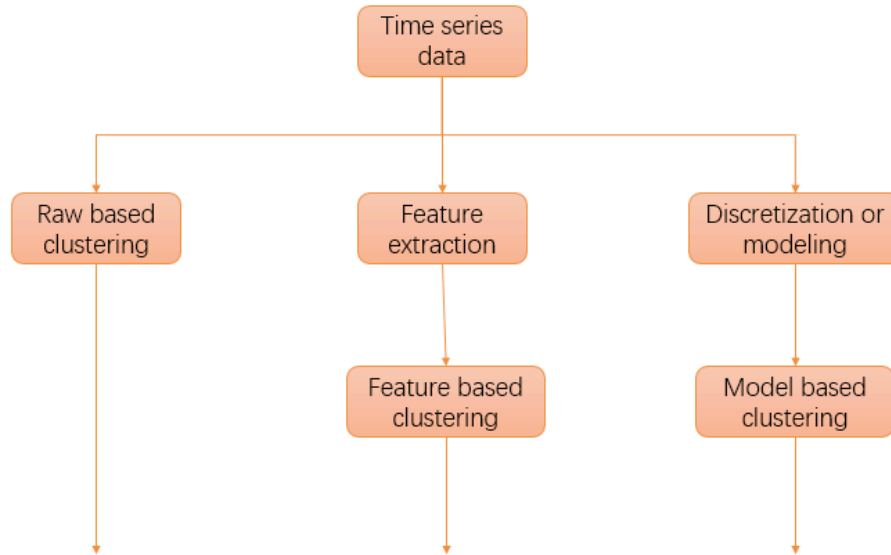 Time series
data
Raw based
clustering
Feature
extraction
Discretization or
modeling
Feature based
clustering
Model based
clustering